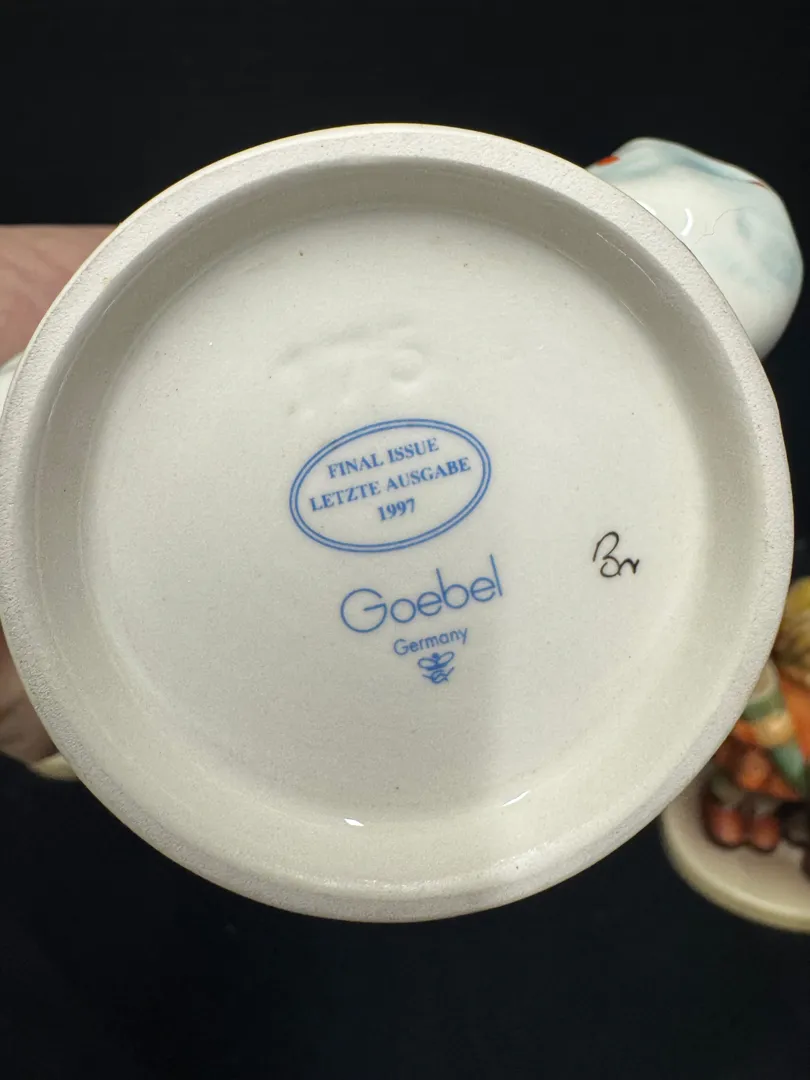 FINAL ISSUE
LETZTE AUSGABE
1997
Goebel
Germany